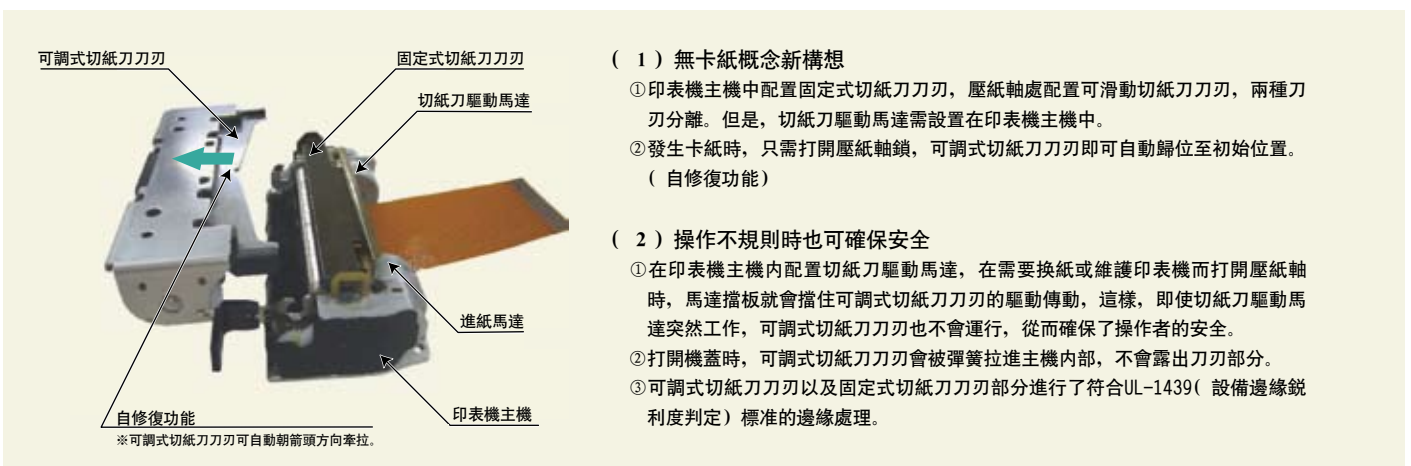 可調式切紙刀刀刃
固定式切紙刀刀刃
切紙刀驅動馬達
進紙馬達
印表機主機
自修復功能
※可調式切紙刀刀刃可自動朝箭頭方向牽拉。
( 1 ) 無卡紙概念新構想
①印表機主機中配置固定式切紙刀刀刃，壓紙軸處配置可滑動切紙刀刀刃，兩種刀
刃分離。但是，切紙刀驅動馬達需設置在印表機主機中。
②發生卡紙時，只需打開壓紙軸鎖，可調式切紙刀刀刃即可自動歸位至初始位置。
( 自修復功能)
( 2 ) 操作不規則時也可確保安全
①在印表機主機内配置切紙刀驅動馬達，在需要換紙或維護印表機而打開壓紙軸
時，馬達擋板就會擋住可調式切紙刀刀刃的驅動傳動，這樣，即使切紙刀驅動馬
達突然工作，可調式切紙刀刀刃也不會運行，從而確保了操作者的安全。
②打開機蓋時，可調式切紙刀刀刃會被彈簧拉進主機内部，不會露出刀刃部分。
③可調式切紙刀刀刃以及固定式切紙刀刀刃部分進行了符合UL-1439( 設備邊緣鋭
利度判定) 標准的邊緣處理。